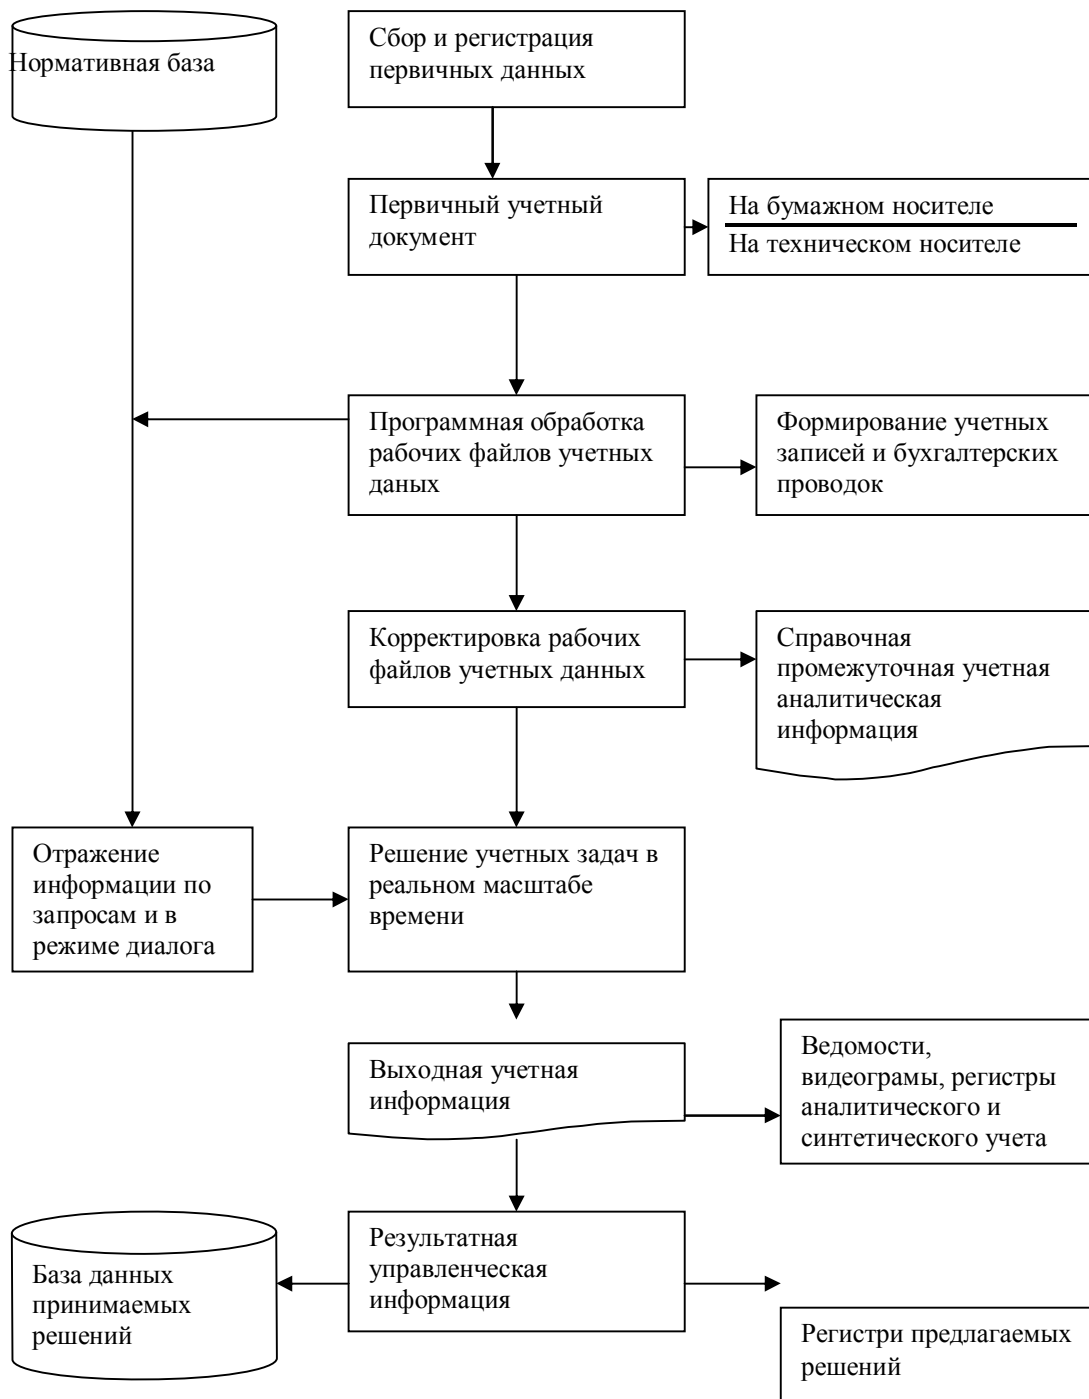 Нормативная база
Сбор и регистрация
первичных данных
Первичный учетный
документ
На бумажном носителе
На техническом носителе
Программная обработка
рабочих файлов учетных
даных
Формирование учетных
записей и бухгалтерских
проводок
Корректировка рабочих
файлов учетных данных
Справочная
промежуточная учетная
аналитическая
информация
Отражение
информации по
запросам и в
режиме диалога
Решение учетных задач в
реальном масштабе
времени
Выходная учетная
информация
Ведомости,
видеограмы, регистры
аналитического и
синтетического учета
База данных
принимаемых
решений
Результатная
управленческая
информация
Регистри предлагаемых
решений